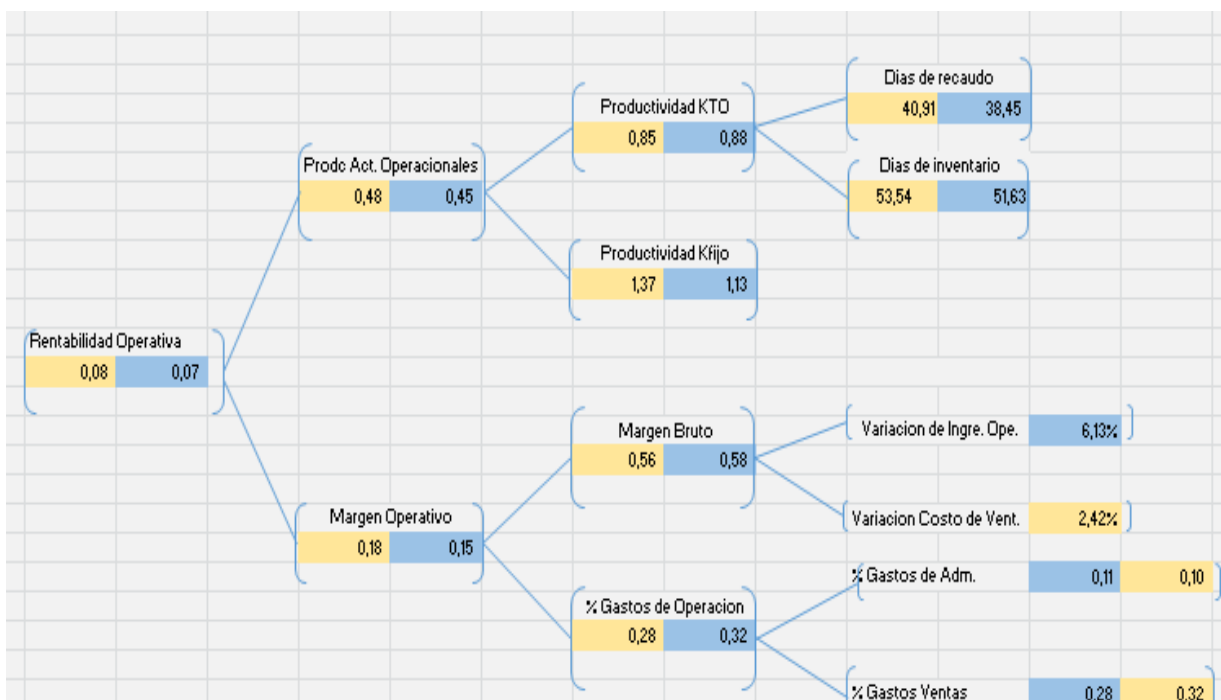 Dias de recaudo
40,91 38,45
Productividad KTO
0,85 0,88
Prodc Act. Operacionales
0,48 0,45
Dias de inventario
53,54 51,63
Productividad Kfijo
1,37 1,13
Rentabilidad Operativa
0,08 0,07
Margen Bruto
0,56 0,58
Variacion de Ingre. Ope. 6,13%
Margen Operativo
0,18 0,15
Variacion Costo de Vent. 2,42%
% Gastos de Adm. 0,11 0,10
% Gastos de Operacion
0,28 0,32
% Gastos Ventas 0,28 0,32